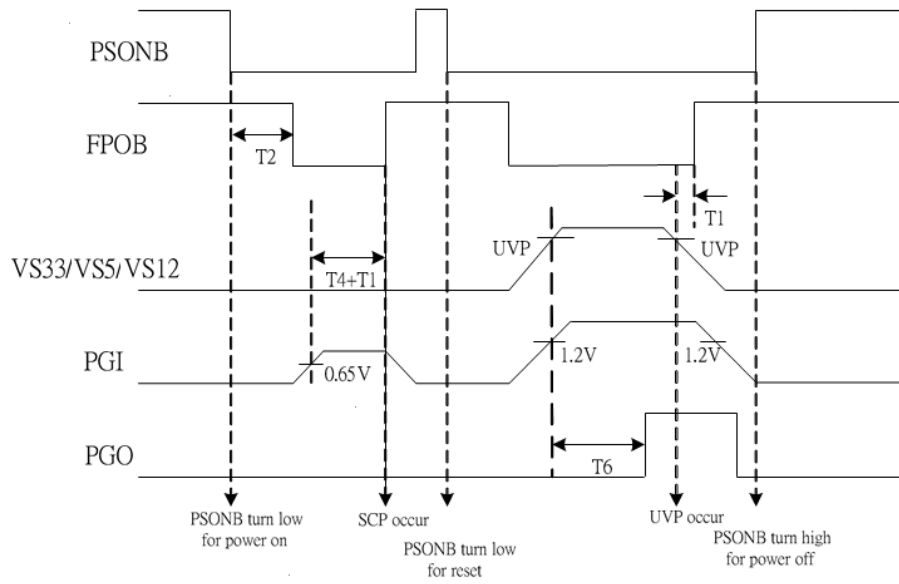 PSONB
FPOB
T2
T1
UVP
UVP
VS33/VS5/VS12
T4+T1
PGI
0.65V
1.2V
1.2V
PGO
T6
PSONB turn low
for power on
SCP occur
PSONB turn low
for reset
UVP occur
PSONB turn high
for power off